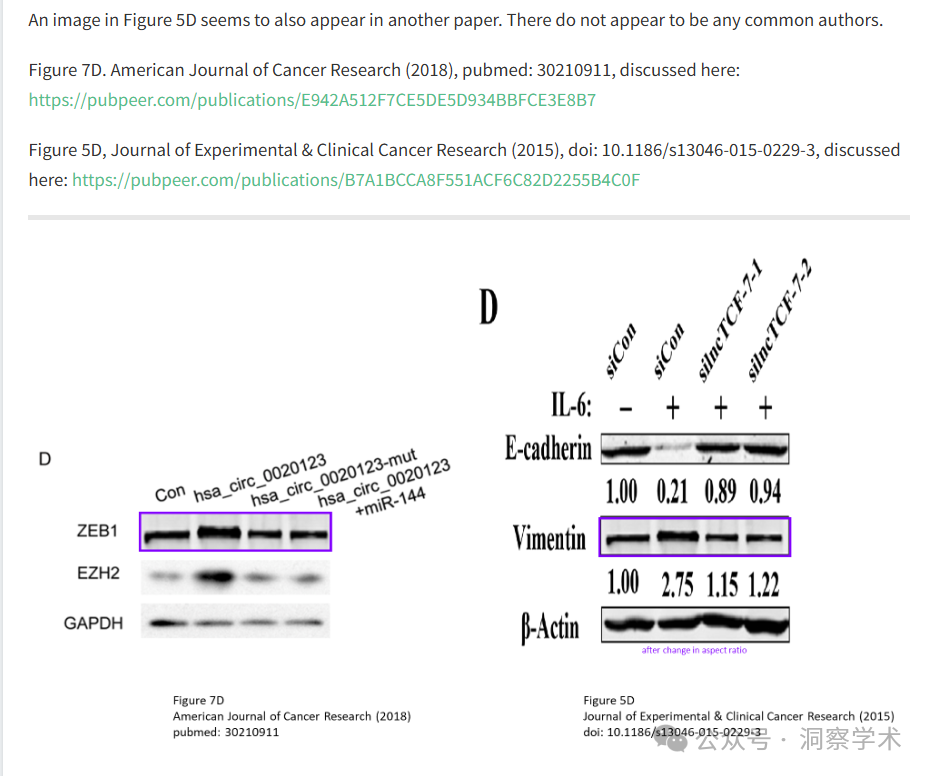 An image in Figure 5D seems to also appear in another paper. There do not appear to be any common authors.
Figure 7D. American Journal of Cancer Research (2018), pubmed: 30210911, discussed here:
https://pubpeer.com/publications/E942A512F7CE5DE5D934BBFCE3E8B7
Figure 5D, Journal of Experimental & Clinical Cancer Research (2015), doi: 10.1186/s13046-015-0229-3, discussed
here: https://pubpeer.com/publications/B7A1BCCA8F551ACF6C82D2255B4C0F
D
Con hsa_circ_0020123 hsa_circ_0020123-mut hsa_circ_0020123
+miR-144
ZEB1
EZH2
GAPDH
D
siCon siCon silncTCF-7-1 silncTCF-7-2
IL-6: - + + +
E-cadherin
1.00 0.21 0.89 0.94
Vimentin
1.00 2.75 1.15 1.22
β-Actin
after change in aspect ratio
Figure 7D
American Journal of Cancer Research (2018)
pubmed: 30210911
Figure 5D
Journal of Experimental & Clinical Cancer Research (2015)
doi: 10.1186/s13046-015-0229-3
公众号 · 洞察学术